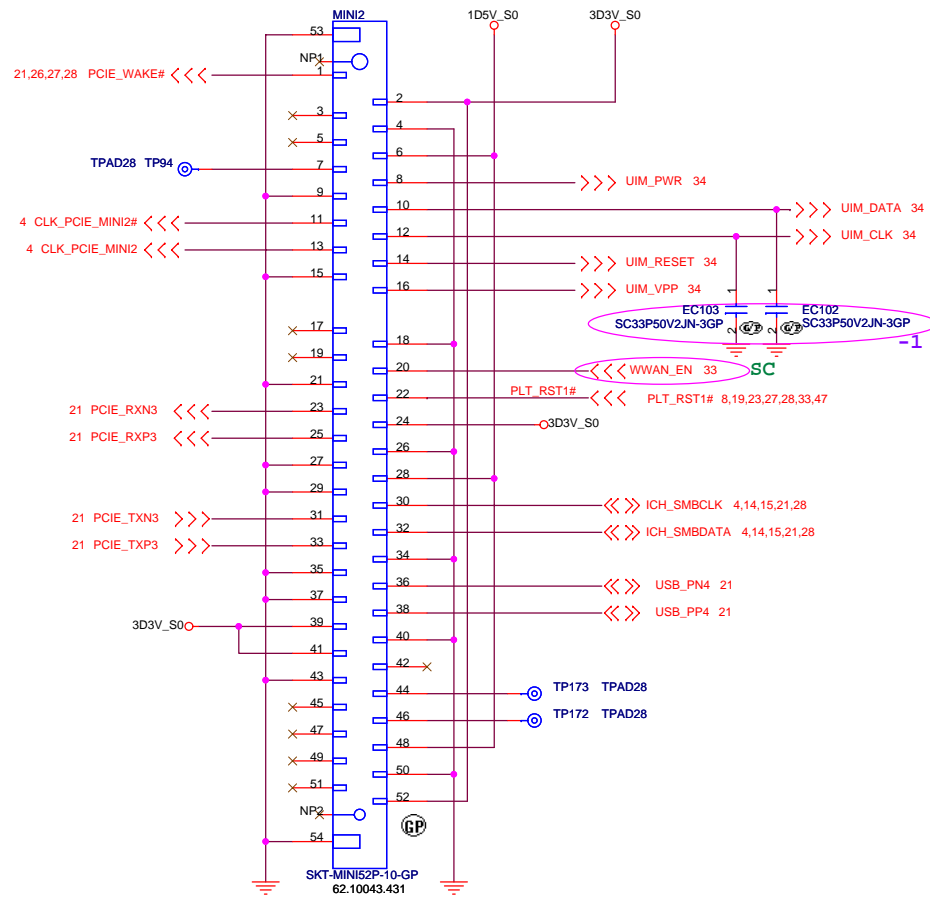 MINI2
1D5V_S0
3D3V_S0
53
NP1
21,26,27,28 PCIE_WAKE#
1
2
3
4
5
6
TPAD28 TP94
7
8
UIM_PWR 34
9
10
UIM_DATA 34
4 CLK_PCIE_MINI2#
11
12
UIM_CLK 34
4 CLK_PCIE_MINI2
13
14
UIM_RESET 34
15
16
UIM_VPP 34
1
1
EC103
SC33P50V2JN-3GP
EC102
SC33P50V2JN-3GP
2
G/P
2
G/P
-1
17
18
19
20
WWAN_EN 33
SC
21
22
PLT_RST1#
PLT_RST1# 8,19,23,27,28,33,47
21 PCIE_RXN3
23
24
3D3V_S0
21 PCIE_RXP3
25
26
27
28
29
30
ICH_SMBCLK 4,14,15,21,28
21 PCIE_TXN3
31
32
ICH_SMBDATA 4,14,15,21,28
21 PCIE_TXP3
33
34
35
36
USB_PN4 21
37
38
USB_PP4 21
3D3V_S0
39
40
41
42
43
44
TP173 TPAD28
45
46
TP172 TPAD28
47
48
49
50
51
52
NP2
GP
54
SKT-MINI52P-10-GP
62.10043.431